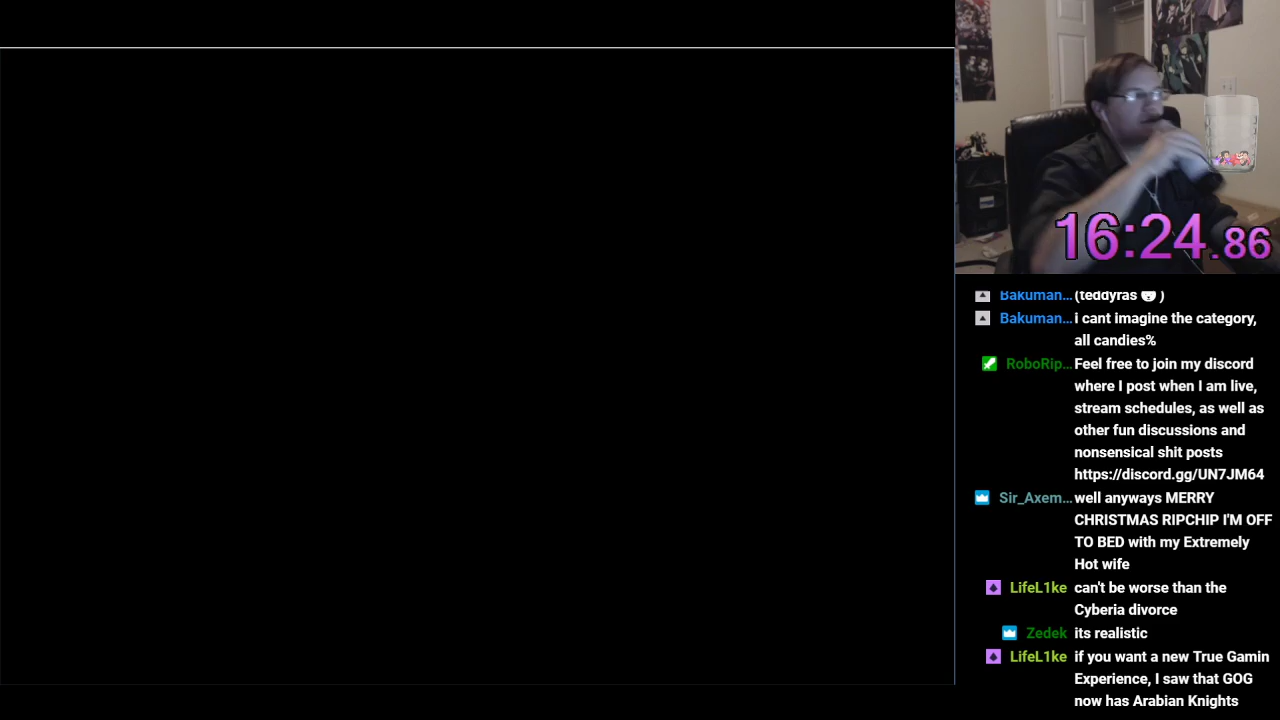 16:24.86
Bakuman… (teddyras )
Bakuman… i cant imagine the category,
all candies%
RoboRip… Feel free to join my discord
where I post when I am live,
stream schedules, as well as
other fun discussions and
nonsensical shit posts
https://discord.gg/UN7JM64
Sir_Axem… well anyways MERRY
CHRISTMAS RIPCHIP I'M OFF
TO BED with my Extremely
Hot wife
LifeL1ke can't be worse than the
Cyberia divorce
Zedek its realistic
LifeL1ke if you want a new True Gamin
Experience, I saw that GOG
now has Arabian Knights